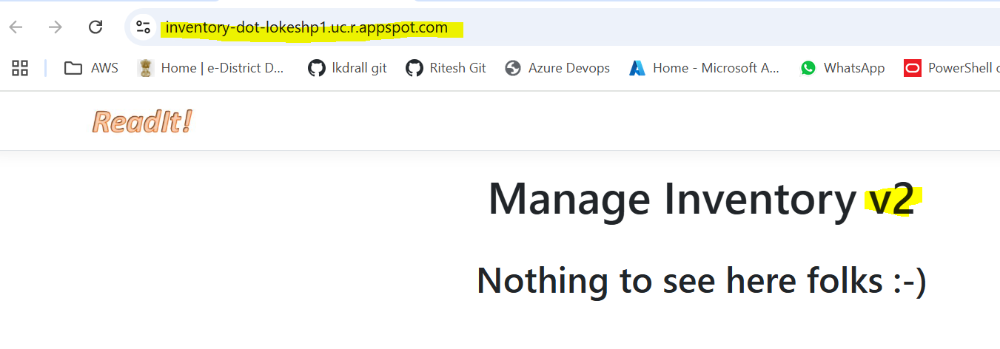 inventory-dot-lokeshp1.uc.r.appspot.com
AWS Home | e-District D... lkdrall git Ritesh Git Azure Devops Home - Microsoft A... WhatsApp PowerShell
ReadIt!
Manage Inventory v2
Nothing to see here folks :-)